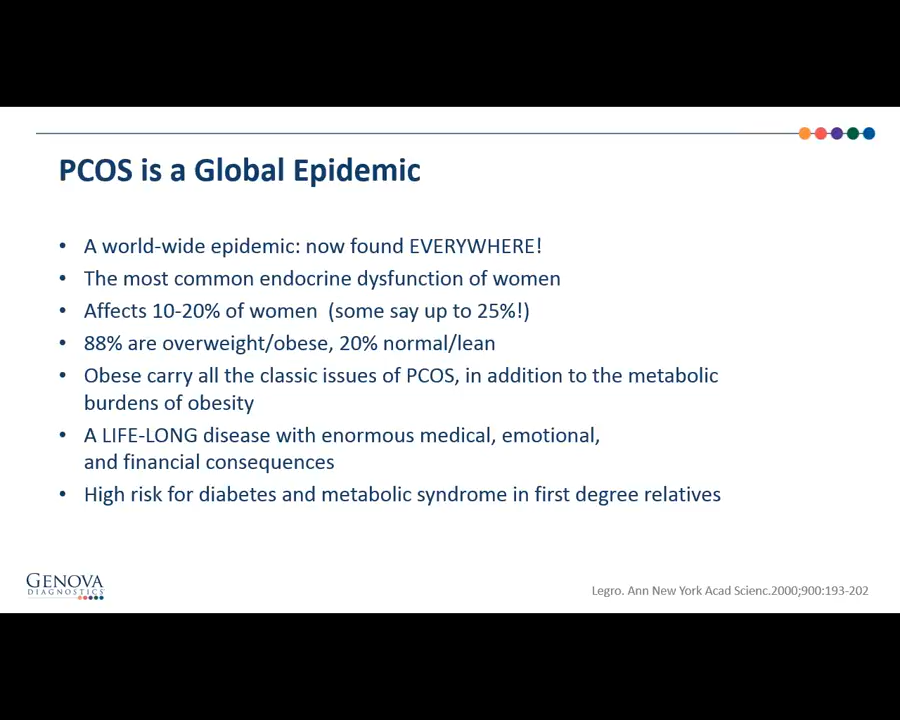 PCOS is a Global Epidemic
• A world-wide epidemic: now found EVERYWHERE!
• The most common endocrine dysfunction of women
• Affects 10-20% of women (some say up to 25%!)
• 88% are overweight/obese, 20% normal/lean
• Obese carry all the classic issues of PCOS, in addition to the metabolic
burdens of obesity
• A LIFE-LONG disease with enormous medical, emotional,
and financial consequences
• High risk for diabetes and metabolic syndrome in first degree relatives
GENOVA
DIAGNOSTICS
Legro. Ann New York Acad Scienc.2000;900:193-202